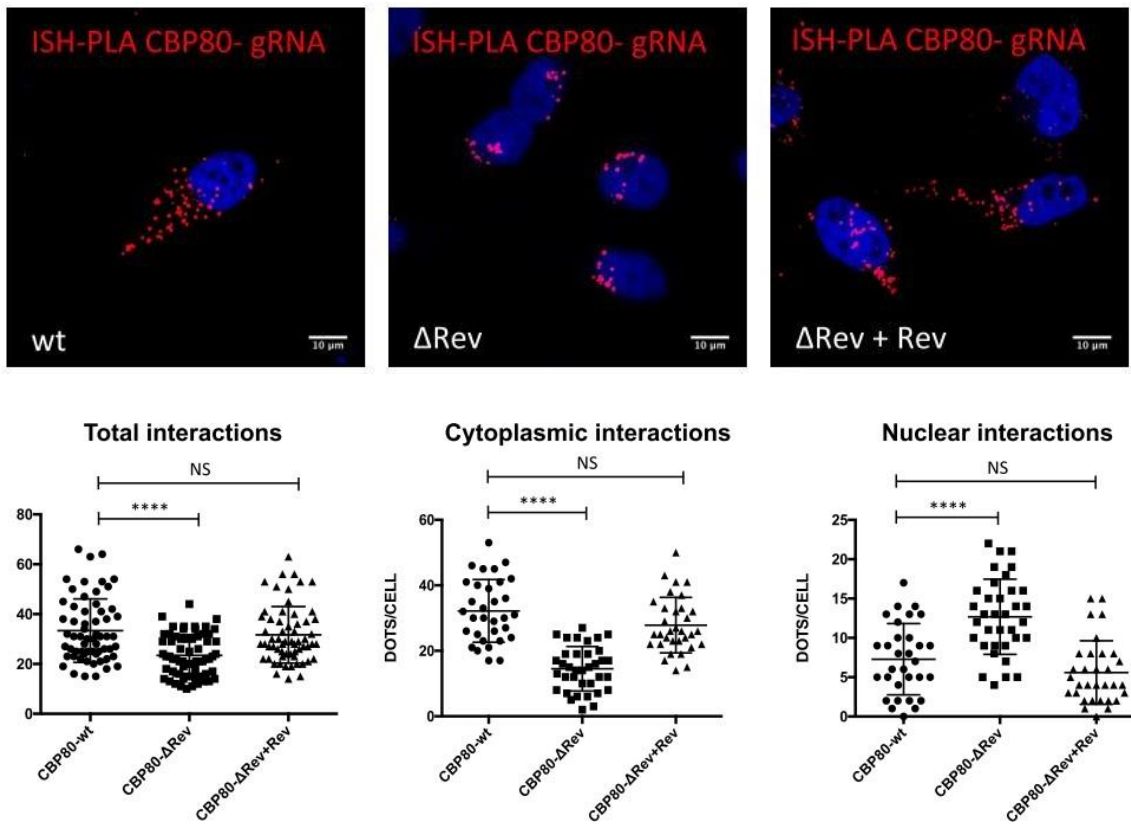 ISH-PLA CBP80- gRNA
wt
10 µm
ISH-PLA CBP80- gRNA
ΔRev
10 µm
ISH-PLA CBP80- gRNA
ΔRev + Rev
10 µm
Total interactions
NS
****
80
60
40
20
0
CBP80-wt
CBP80-ΔRev
CBP80-ΔRev+Rev
Cytoplasmic interactions
NS
****
DOTS/CELL
60
40
20
0
CBP80-wt
CBP80-ΔRev
CBP80-ΔRev+Rev
Nuclear interactions
NS
****
DOTS/CELL
25
20
15
10
5
0
CBP80-wt
CBP80-ΔRev
CBP80-ΔRev+Rev